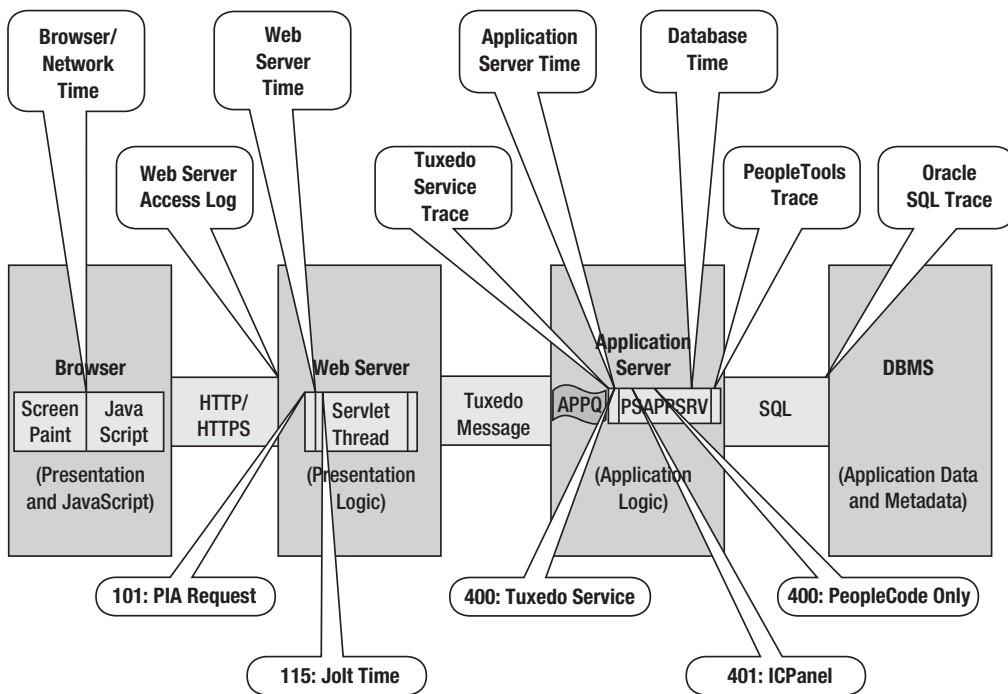 Browser/
Network
Time
Web
Server
Time
Application
Server Time
Database
Time
Web Server
Access Log
Tuxedo
Service
Trace
PeopleTools
Trace
Oracle
SQL Trace
Browser
Screen
Paint
Java
Script
(Presentation
and JavaScript)
HTTP/
HTTPS
Web Server
Servlet
Thread
(Presentation
Logic)
Tuxedo
Message
Application
Server
APPQ
PSAPPSRV
(Application
Logic)
SQL
DBMS
(Application Data
and Metadata)
101: PIA Request
400: Tuxedo Service
400: PeopleCode Only
115: Jolt Time
401: ICPanel